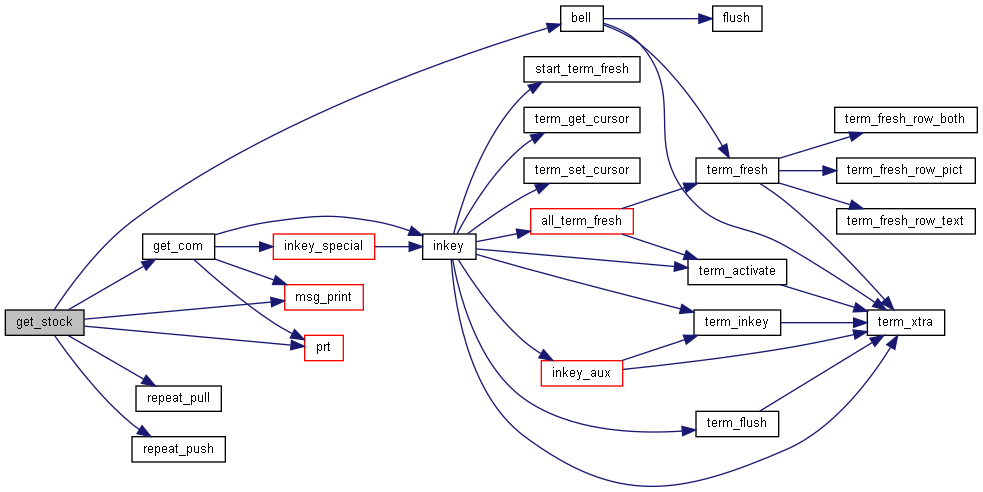 bell
flush
start_term_fresh
term_get_cursor
term_fresh_row_both
term_set_cursor
term_fresh
term_fresh_row_pict
all_term_fresh
term_fresh_row_text
get_com
inkey_special
inkey
term_activate
msg_print
get_stock
term_inkey
term_xtra
prt
inkey_aux
repeat_pull
term_flush
repeat_push